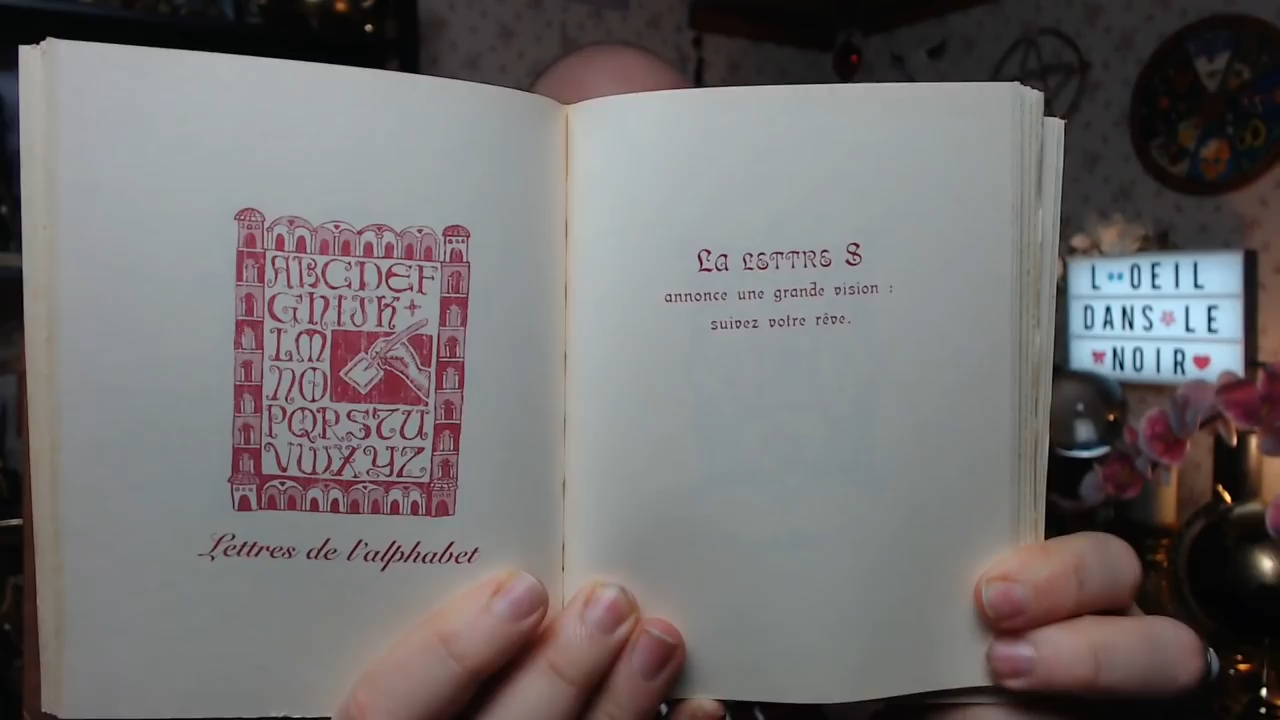 ABCDEF
GHIJK+
LM
NO
PQRSTU
VWXYZ
Lettres de l'alphabet
La lettre S
annonce une grande vision :
suivez votre rêve.
L OEIL
DANS LE
NOIR